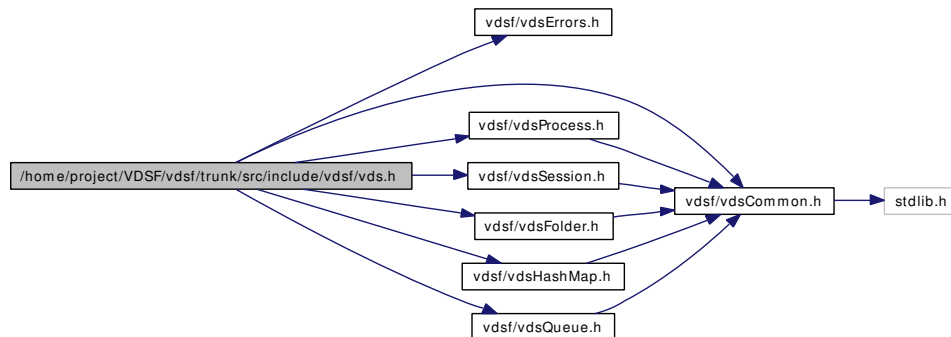 vdsf/vdsErrors.h
vdsf/vdsProcess.h
/home/project/VDSF/vdsf/trunk/src/include/vdsf/vds.h
vdsf/vdsSession.h
vdsf/vdsCommon.h
stdlib.h
vdsf/vdsFolder.h
vdsf/vdsHashMap.h
vdsf/vdsQueue.h